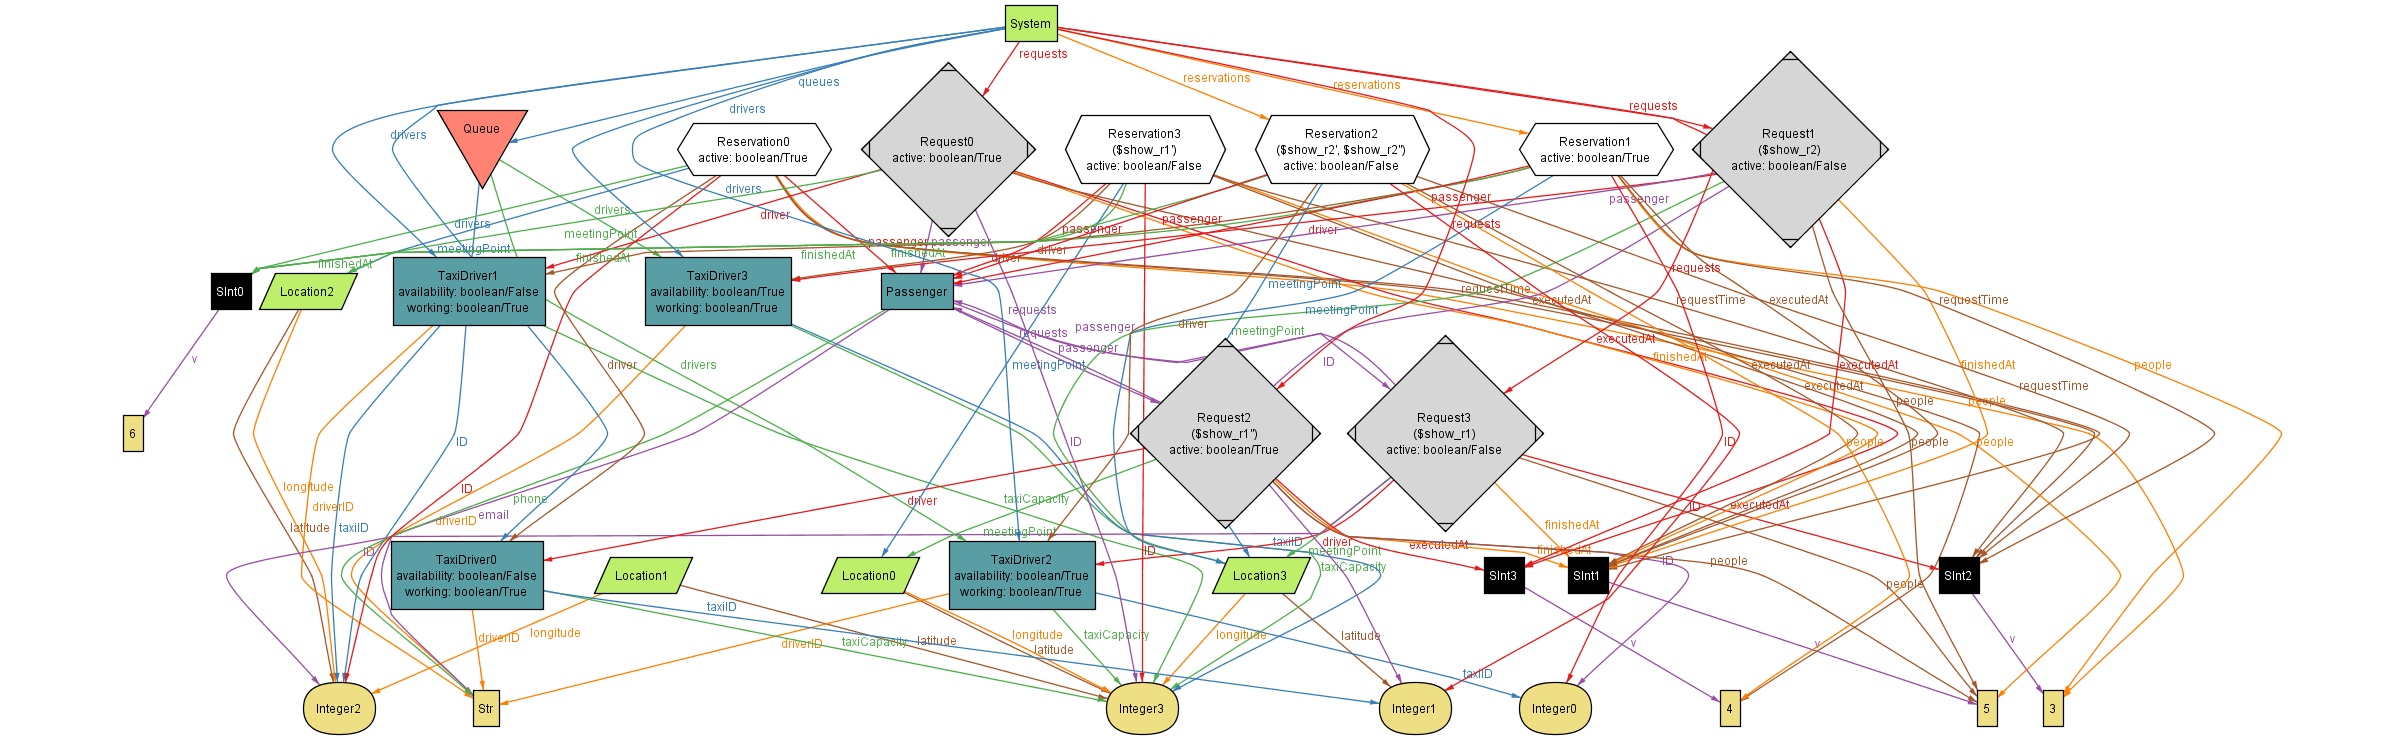 System
requests
queues
reservations
reservations
drivers
requests
drivers
Queue
Reservation0
active: boolean/True
Request0
active: boolean/True
Reservation3
($show_r1')
active: boolean/False
Reservation2
($show_r2', $show_r2'')
active: boolean/False
Reservation1
active: boolean/True
Request1
($show_r2)
active: boolean/False
drivers
drivers
drivers
driver
passenger
passenger
requests
passenger
passenger
meetingPoint
meetingPoint
passenger
passenger
driver
driver
driver
finishedAt
finishedAt
finishedAt
finishedAt
requests
SInt0
Location2
TaxiDriver1
availability: boolean/False
working: boolean/True
TaxiDriver3
availability: boolean/True
working: boolean/True
Passenger
meetingPoint
requestTime
executedAt
requestTime
executedAt
requestTime
requests
requests
passenger
passenger
meetingPoint
meetingPoint
driver
executedAt
v
driver
drivers
meetingPoint
ID
finishedAt
executedAt
executedAt
executedAt
finishedAt
people
requestTime
people
people
6
Request2
($show_r1'')
active: boolean/True
Request3
($show_r1)
active: boolean/False
ID
ID
ID
people
people
people
longitude
ID
driverID
latitude
taxiID
phone
email
driverID
driver
taxiCapacity
meetingPoint
ID
executedAt
finishedAt
ID
ID
taxiID
driver
meetingPoint
taxiCapacity
executedAt
finishedAt
ID
people
people
TaxiDriver0
availability: boolean/False
working: boolean/True
Location1
Location0
TaxiDriver2
availability: boolean/True
working: boolean/True
Location3
SInt3
SInt1
SInt2
taxiID
driverID
longitude
taxiCapacity
driverID
latitude
longitude
latitude
taxiCapacity
longitude
latitude
taxiID
v
v
v
Integer2
Str
Integer3
Integer1
Integer0
4
5
3